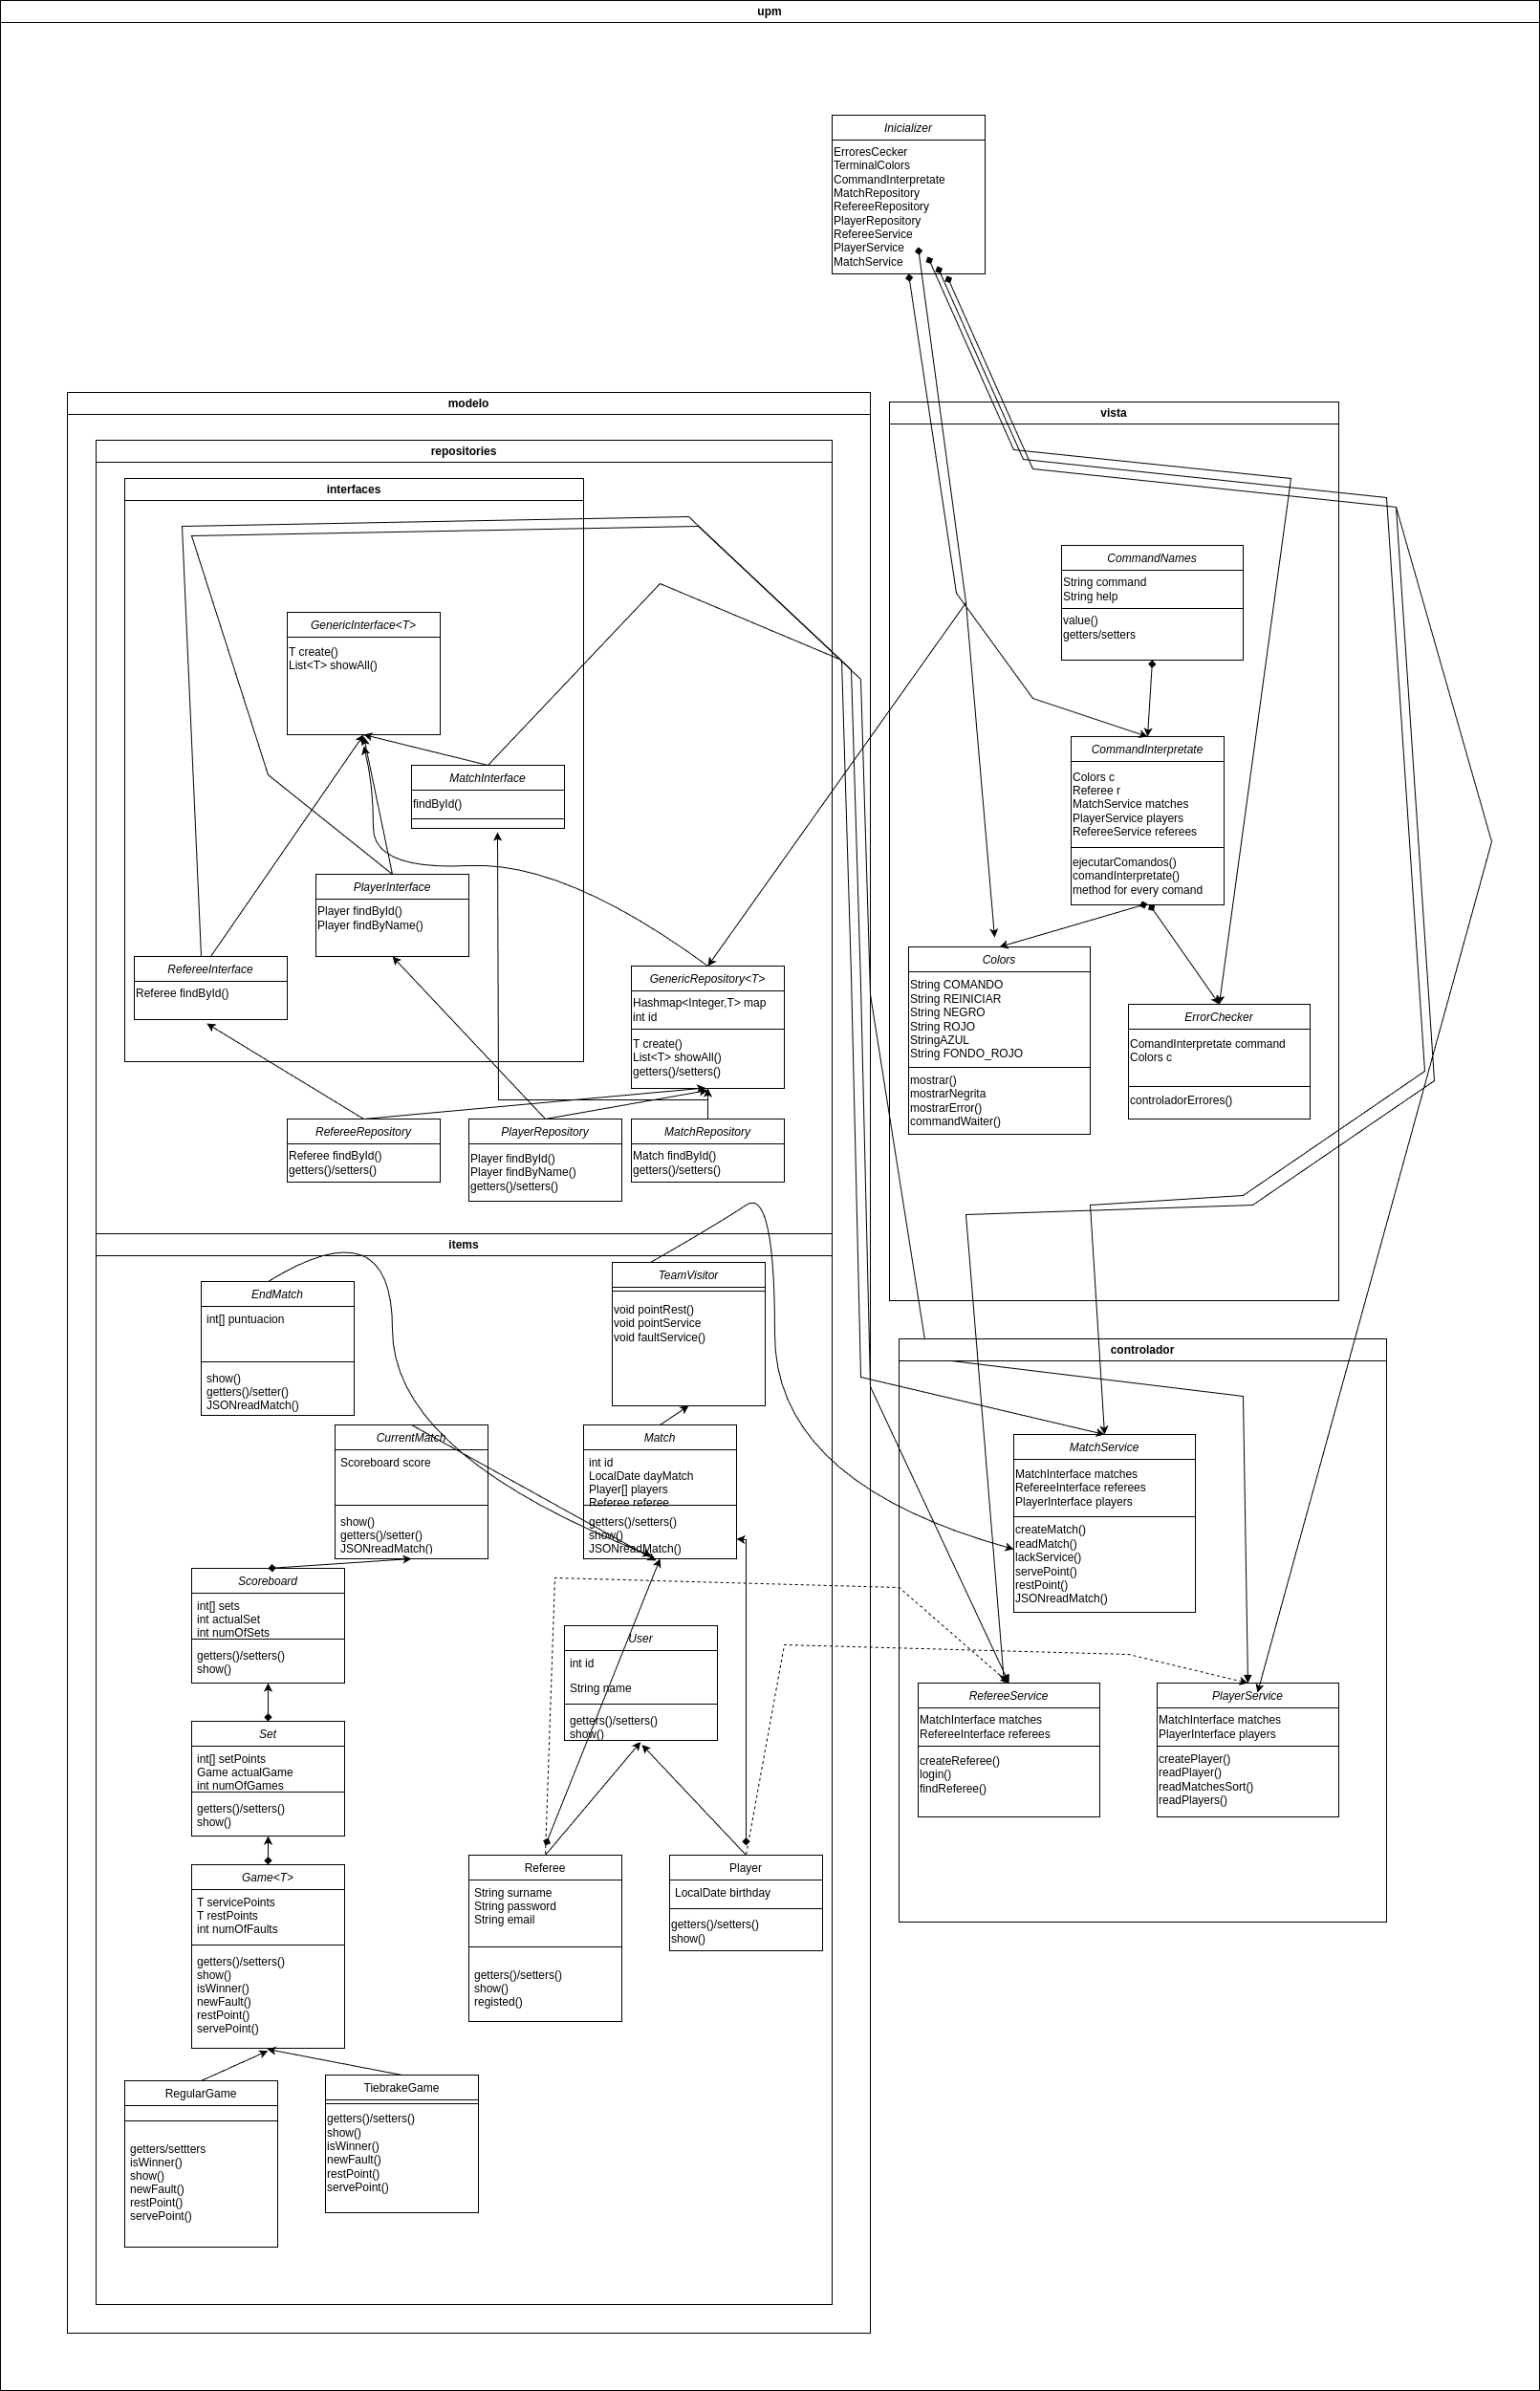 upm
Inicializer
ErroresCecker
TerminalColors
CommandInterpretate
MatchRepository
RefereeRepository
PlayerRepository
RefereeService
PlayerService
MatchService
modelo
repositories
interfaces
GenericInterface<T>
T create()
List<T> showAll()
MatchInterface
findById()
PlayerInterface
Player findById()
Player findByName()
RefereeInterface
Referee findById()
GenericRepository<T>
Hashmap<Integer,T> map
int id
T create()
List<T> showAll()
getters()/setters()
RefereeRepository
Referee findById()
getters()/setters()
PlayerRepository
Player findById()
Player findByName()
getters()/setters()
MatchRepository
Match findById()
getters()/setters()
vista
CommandNames
String command
String help
value()
getters/setters
CommandInterpretate
Colors c
Referee r
MatchService matches
PlayerService players
RefereeService referees
ejecutarComandos()
comandInterpretate()
method for every comand
Colors
String COMANDO
String REINICIAR
String NEGRO
String ROJO
StringAZUL
String FONDO_ROJO
mostrar()
mostrarNegrita
mostrarError()
commandWaiter()
ErrorChecker
ComandInterpretate command
Colors c
controladorErrores()
items
EndMatch
int[] puntuacion
show()
getters()/setter()
JSONreadMatch()
TeamVisitor
void pointRest()
void pointService
void faultService()
CurrentMatch
Scoreboard score
show()
getters()/setter()
JSONreadMatch()
Match
int id
LocalDate dayMatch
Player[] players
Referee referee
getters()/setters()
show()
JSONreadMatch()
Scoreboard
int[] sets
int actualSet
int numOfSets
getters()/setters()
show()
User
int id
String name
getters()/setters()
show()
Set
int[] setPoints
Game actualGame
int numOfGames
getters()/setters()
show()
Game<T>
T servicePoints
T restPoints
int numOfFaults
getters()/setters()
show()
isWinner()
newFault()
restPoint()
servePoint()
Referee
String surname
String password
String email
getters()/setters()
show()
registed()
Player
LocalDate birthday
getters()/setters()
show()
RegularGame
getters/settters
isWinner()
show()
newFault()
restPoint()
servePoint()
TiebrakeGame
getters()/setters()
show()
isWinner()
newFault()
restPoint()
servePoint()
controlador
MatchService
MatchInterface matches
RefereeInterface referees
PlayerInterface players
createMatch()
readMatch()
lackService()
servePoint()
restPoint()
JSONreadMatch()
RefereeService
MatchInterface matches
RefereeInterface referees
createReferee()
login()
findReferee()
PlayerService
MatchInterface matches
PlayerInterface players
createPlayer()
readPlayer()
readMatchesSort()
readPlayers()